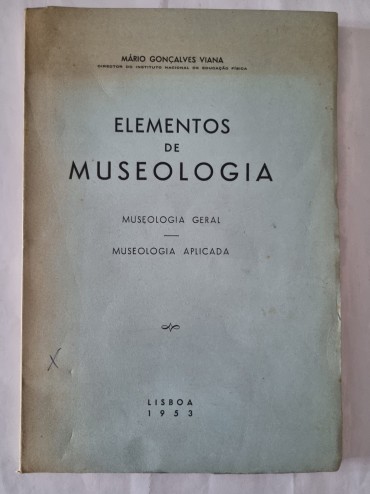 MÁRIO GONÇALVES VIANA
DIRECTOR DO INSTITUTO NACIONAL DE EDUCAÇÃO FÍSICA
ELEMENTOS
DE
MUSEOLOGIA
MUSEOLOGIA GERAL
MUSEOLOGIA APLICADA
LISBOA
1953